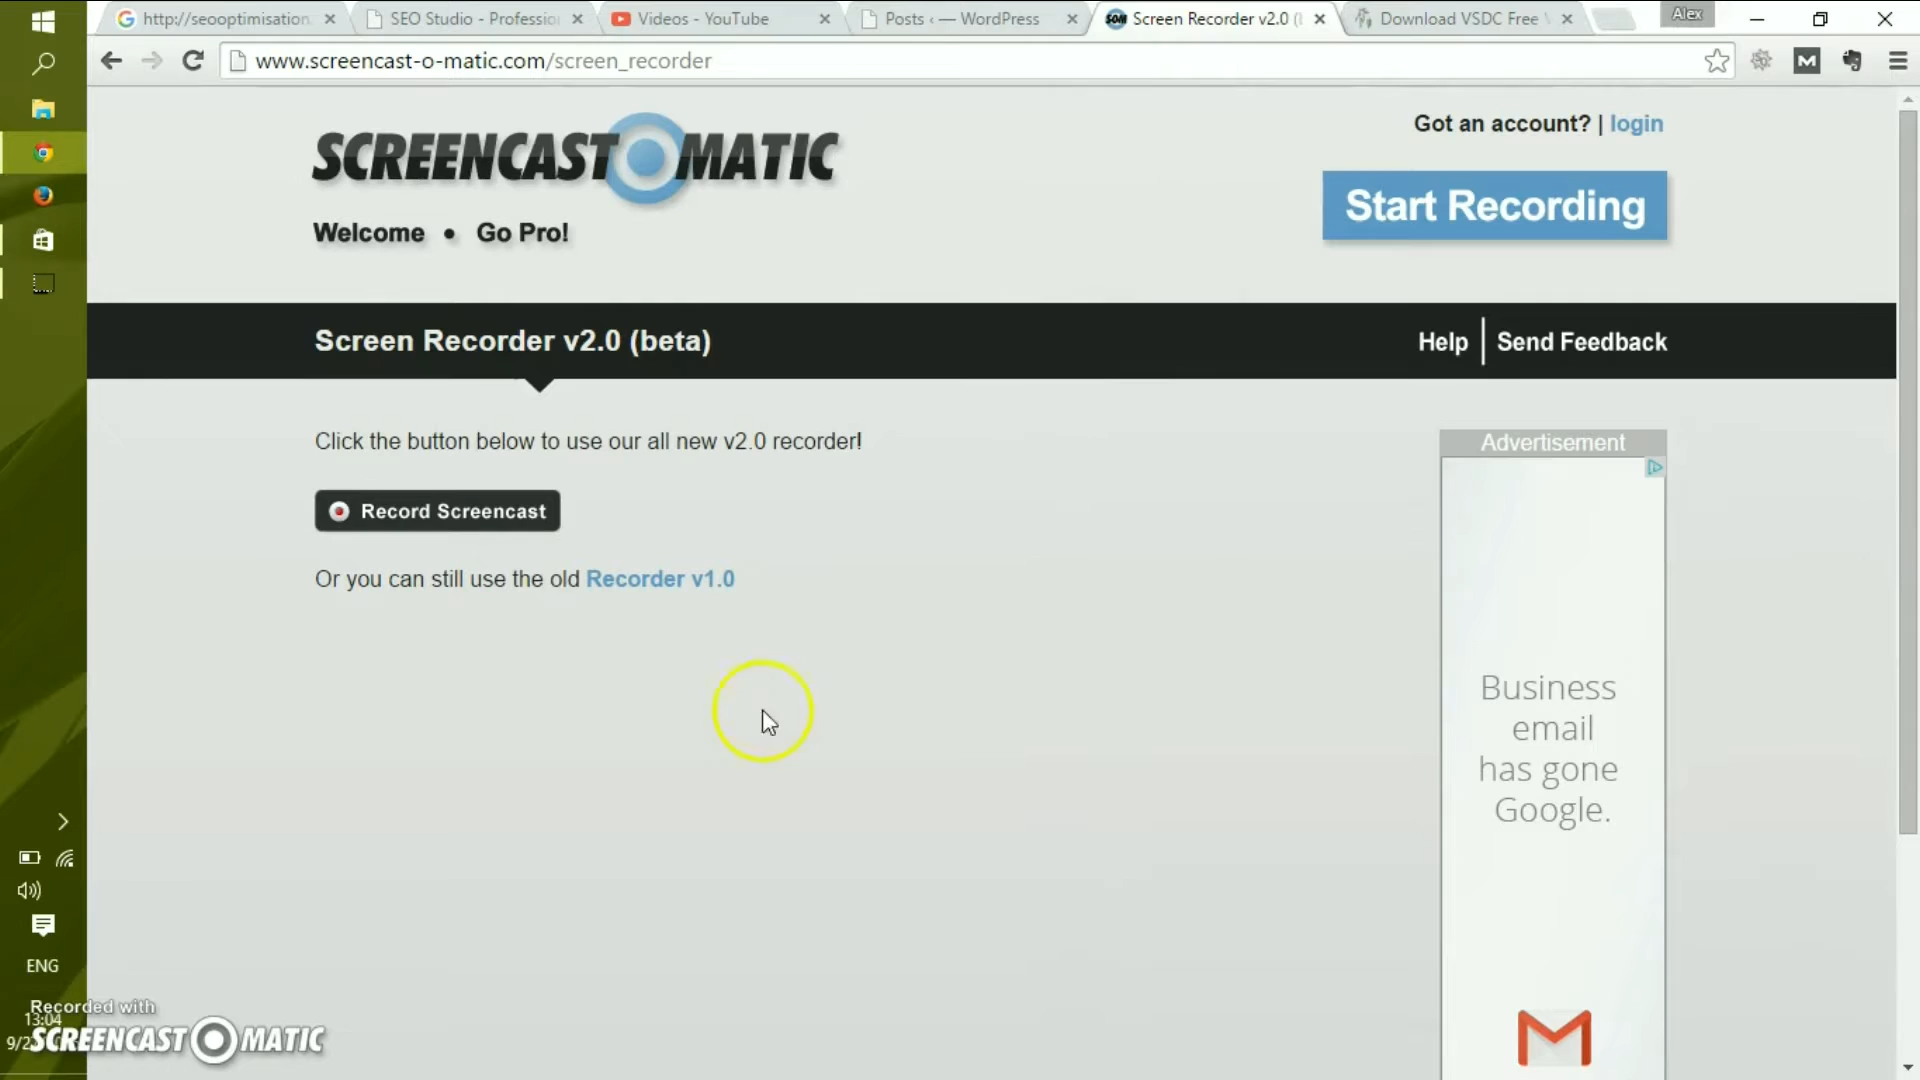 http://seooptimisation.
SEO Studio - Professio
Videos - YouTube
Posts ‹ — WordPress
Screen Recorder v2.0 (
Download VSDC Free
Alex
www.screencast-o-matic.com/screen_recorder
SCREENCAST O MATIC
Got an account? | login
Start Recording
Welcome • Go Pro!
Screen Recorder v2.0 (beta)
Help | Send Feedback
Click the button below to use our all new v2.0 recorder!
Record Screencast
Or you can still use the old Recorder v1.0
Advertisement
Business
email
has gone
Google.
ENG
Recorded with
13:04
SCREENCAST O MATIC